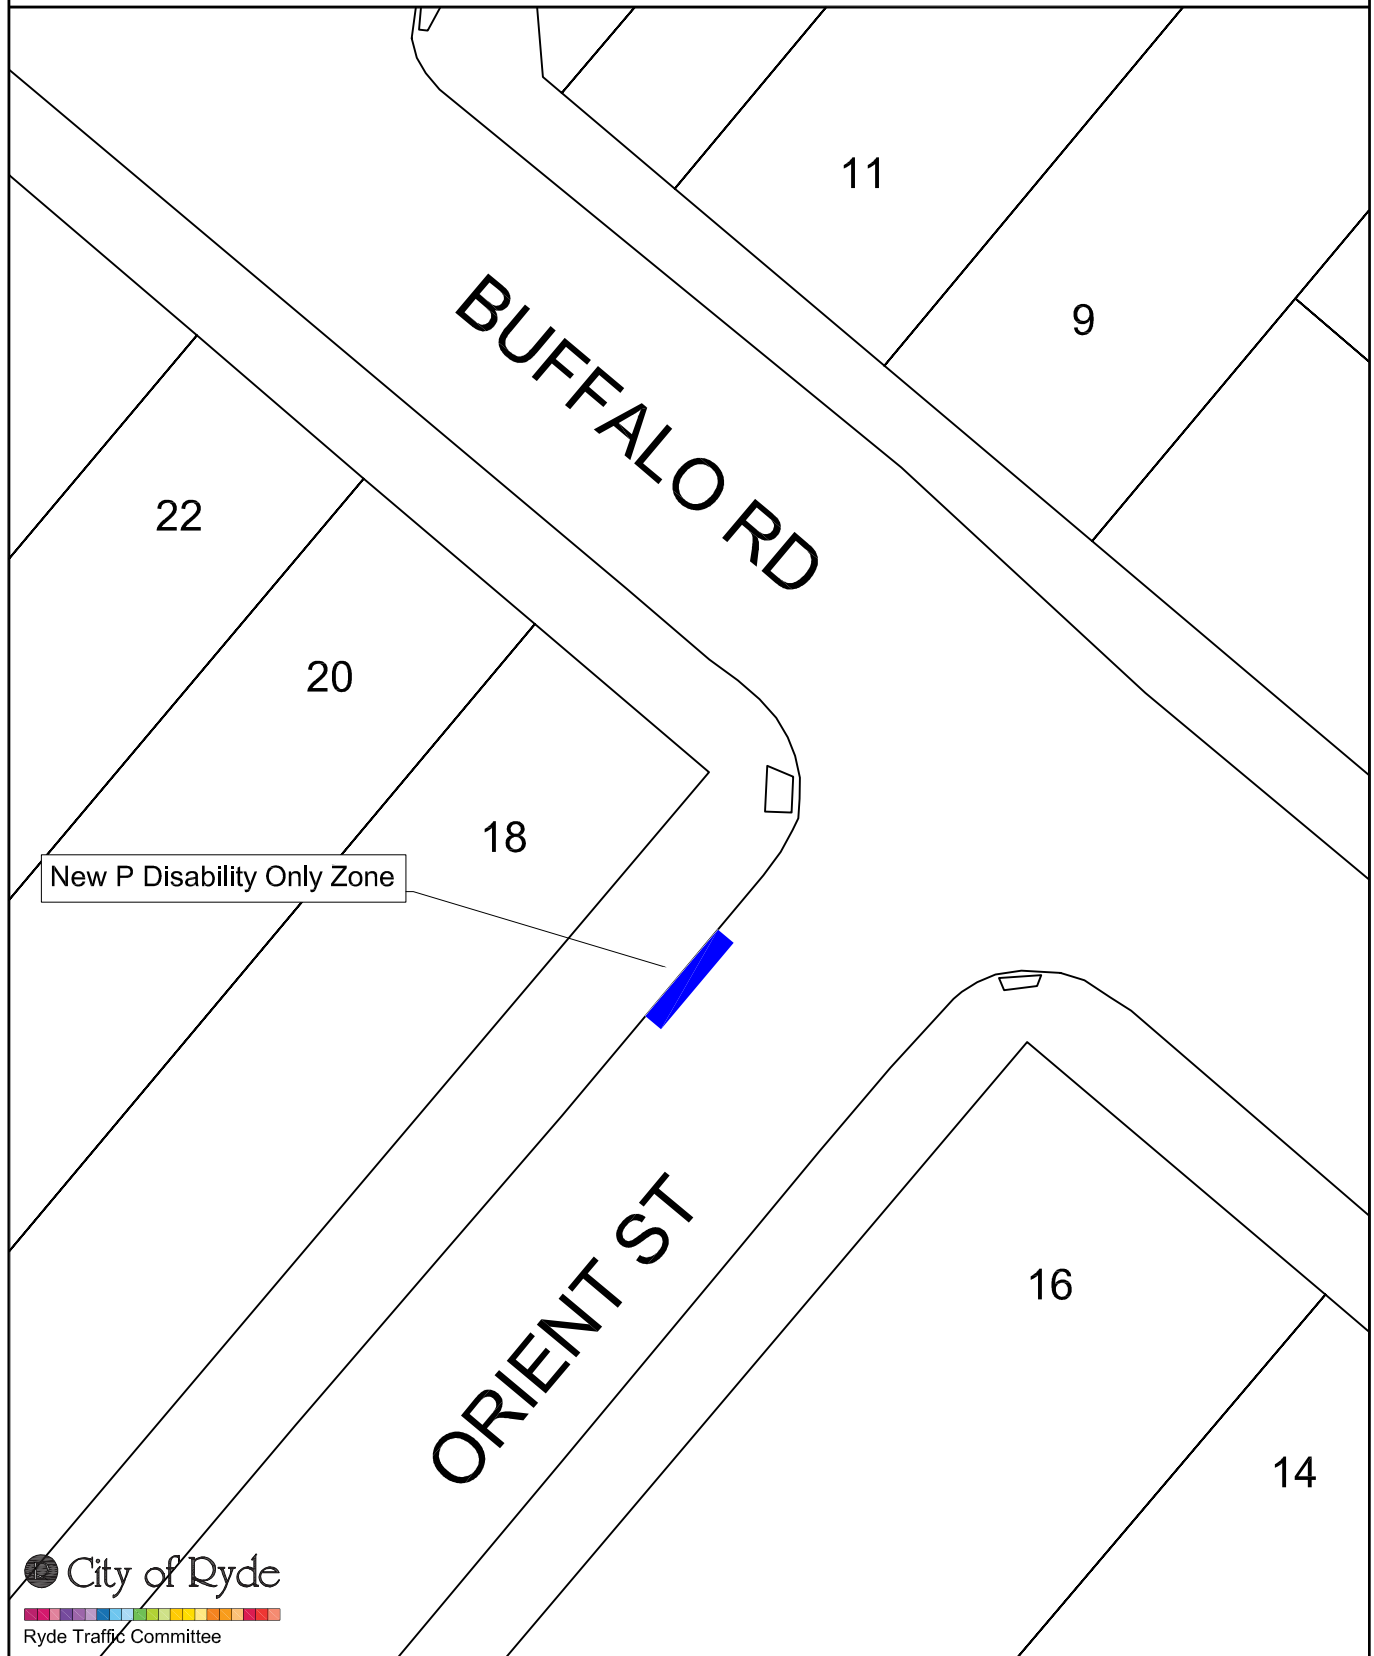 11
9
BUFFALO RD
22
20
18
New P Disability Only Zone
ORIENT ST
16
14
City of Ryde
Ryde Traffic Committee